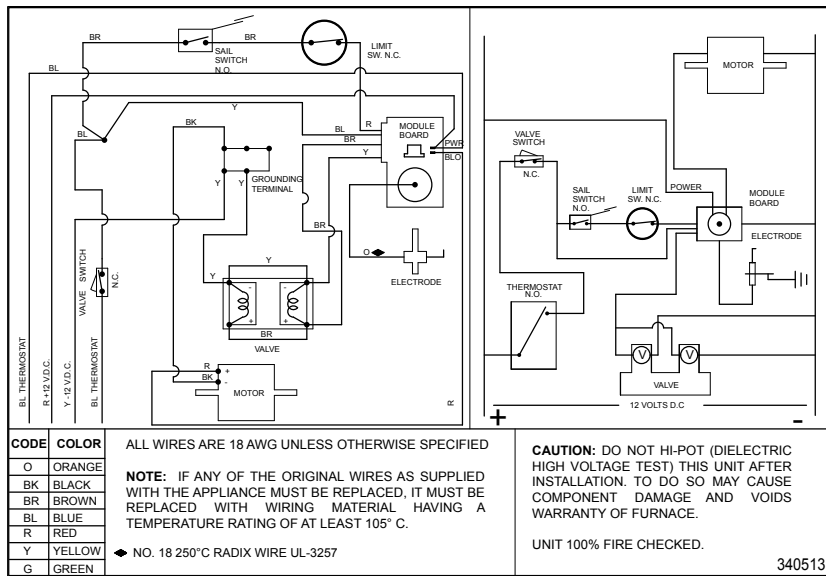 BR
BR
SAIL
SWITCH
N.O.
LIMIT
SW. N.C.
BL
Y
BK
BL
R
BL
BR
Y
MODULE
BOARD
PWR
BLO
GROUNDING
TERMINAL
Y
Y
BR
O
ELECTRODE
VALVE SWITCH
N.C.
Y
Y
-
-
+
+
BR
VALVE
R
BK
+
-
MOTOR
BL THERMOSTAT
R +12 V.D.C.
Y -12 V.D.C.
BL THERMOSTAT
R
MOTOR
VALVE
SWITCH
N.C.
SAIL
SWITCH
N.O.
LIMIT
SW. N.C.
POWER
MODULE
BOARD
ELECTRODE
THERMOSTAT
N.O.
V
V
VALVE
12 VOLTS D.C
+
-
CODE COLOR
O ORANGE
BK BLACK
BR BROWN
BL BLUE
R RED
Y YELLOW
G GREEN
ALL WIRES ARE 18 AWG UNLESS OTHERWISE SPECIFIED
NOTE: IF ANY OF THE ORIGINAL WIRES AS SUPPLIED
WITH THE APPLIANCE MUST BE REPLACED, IT MUST BE
REPLACED WITH WIRING MATERIAL HAVING A
TEMPERATURE RATING OF AT LEAST 105° C.
NO. 18 250°C RADIX WIRE UL-3257
CAUTION: DO NOT HI-POT (DIELECTRIC
HIGH VOLTAGE TEST) THIS UNIT AFTER
INSTALLATION. TO DO SO MAY CAUSE
COMPONENT DAMAGE AND VOIDS
WARRANTY OF FURNACE.
UNIT 100% FIRE CHECKED.
340513